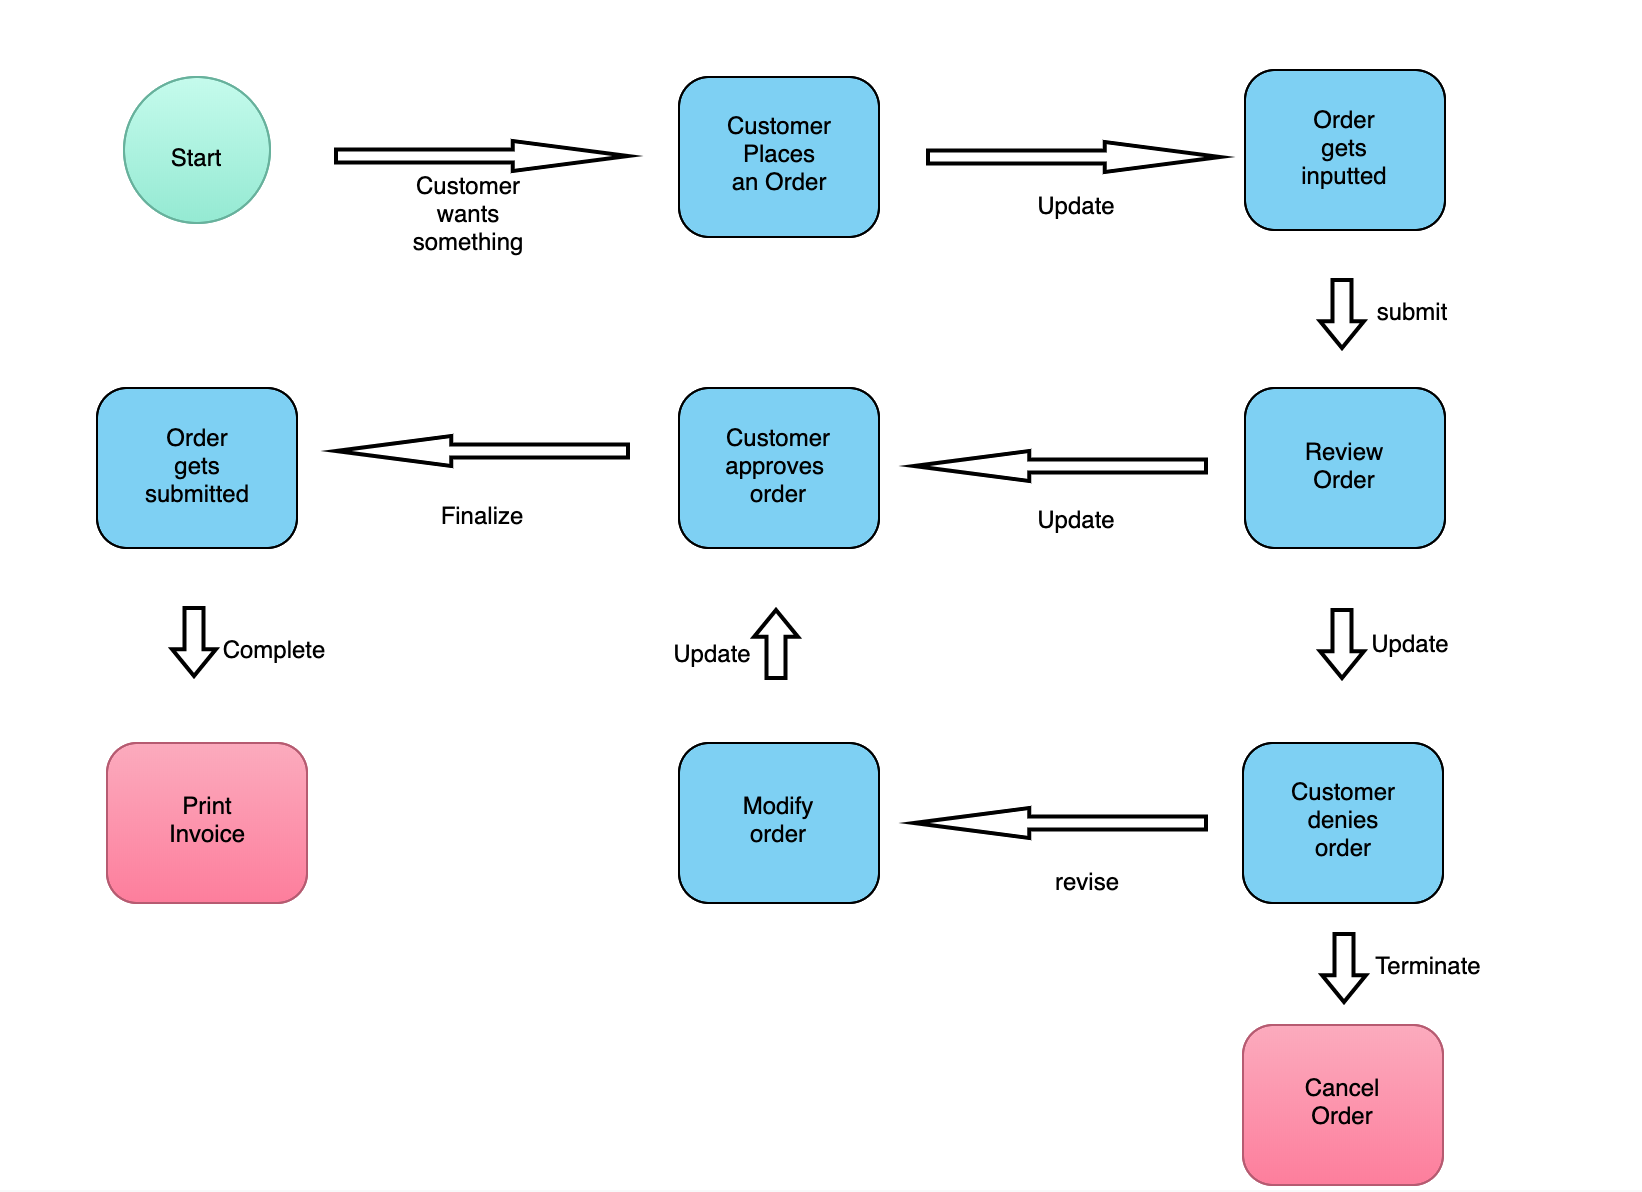 Start
Customer
wants
something
Customer
Places
an Order
Update
Order
gets
inputted
submit
Order
gets
submitted
Finalize
Customer
approves
order
Update
Review
Order
Complete
Update
Update
Print
Invoice
Modify
order
revise
Customer
denies
order
Terminate
Cancel
Order